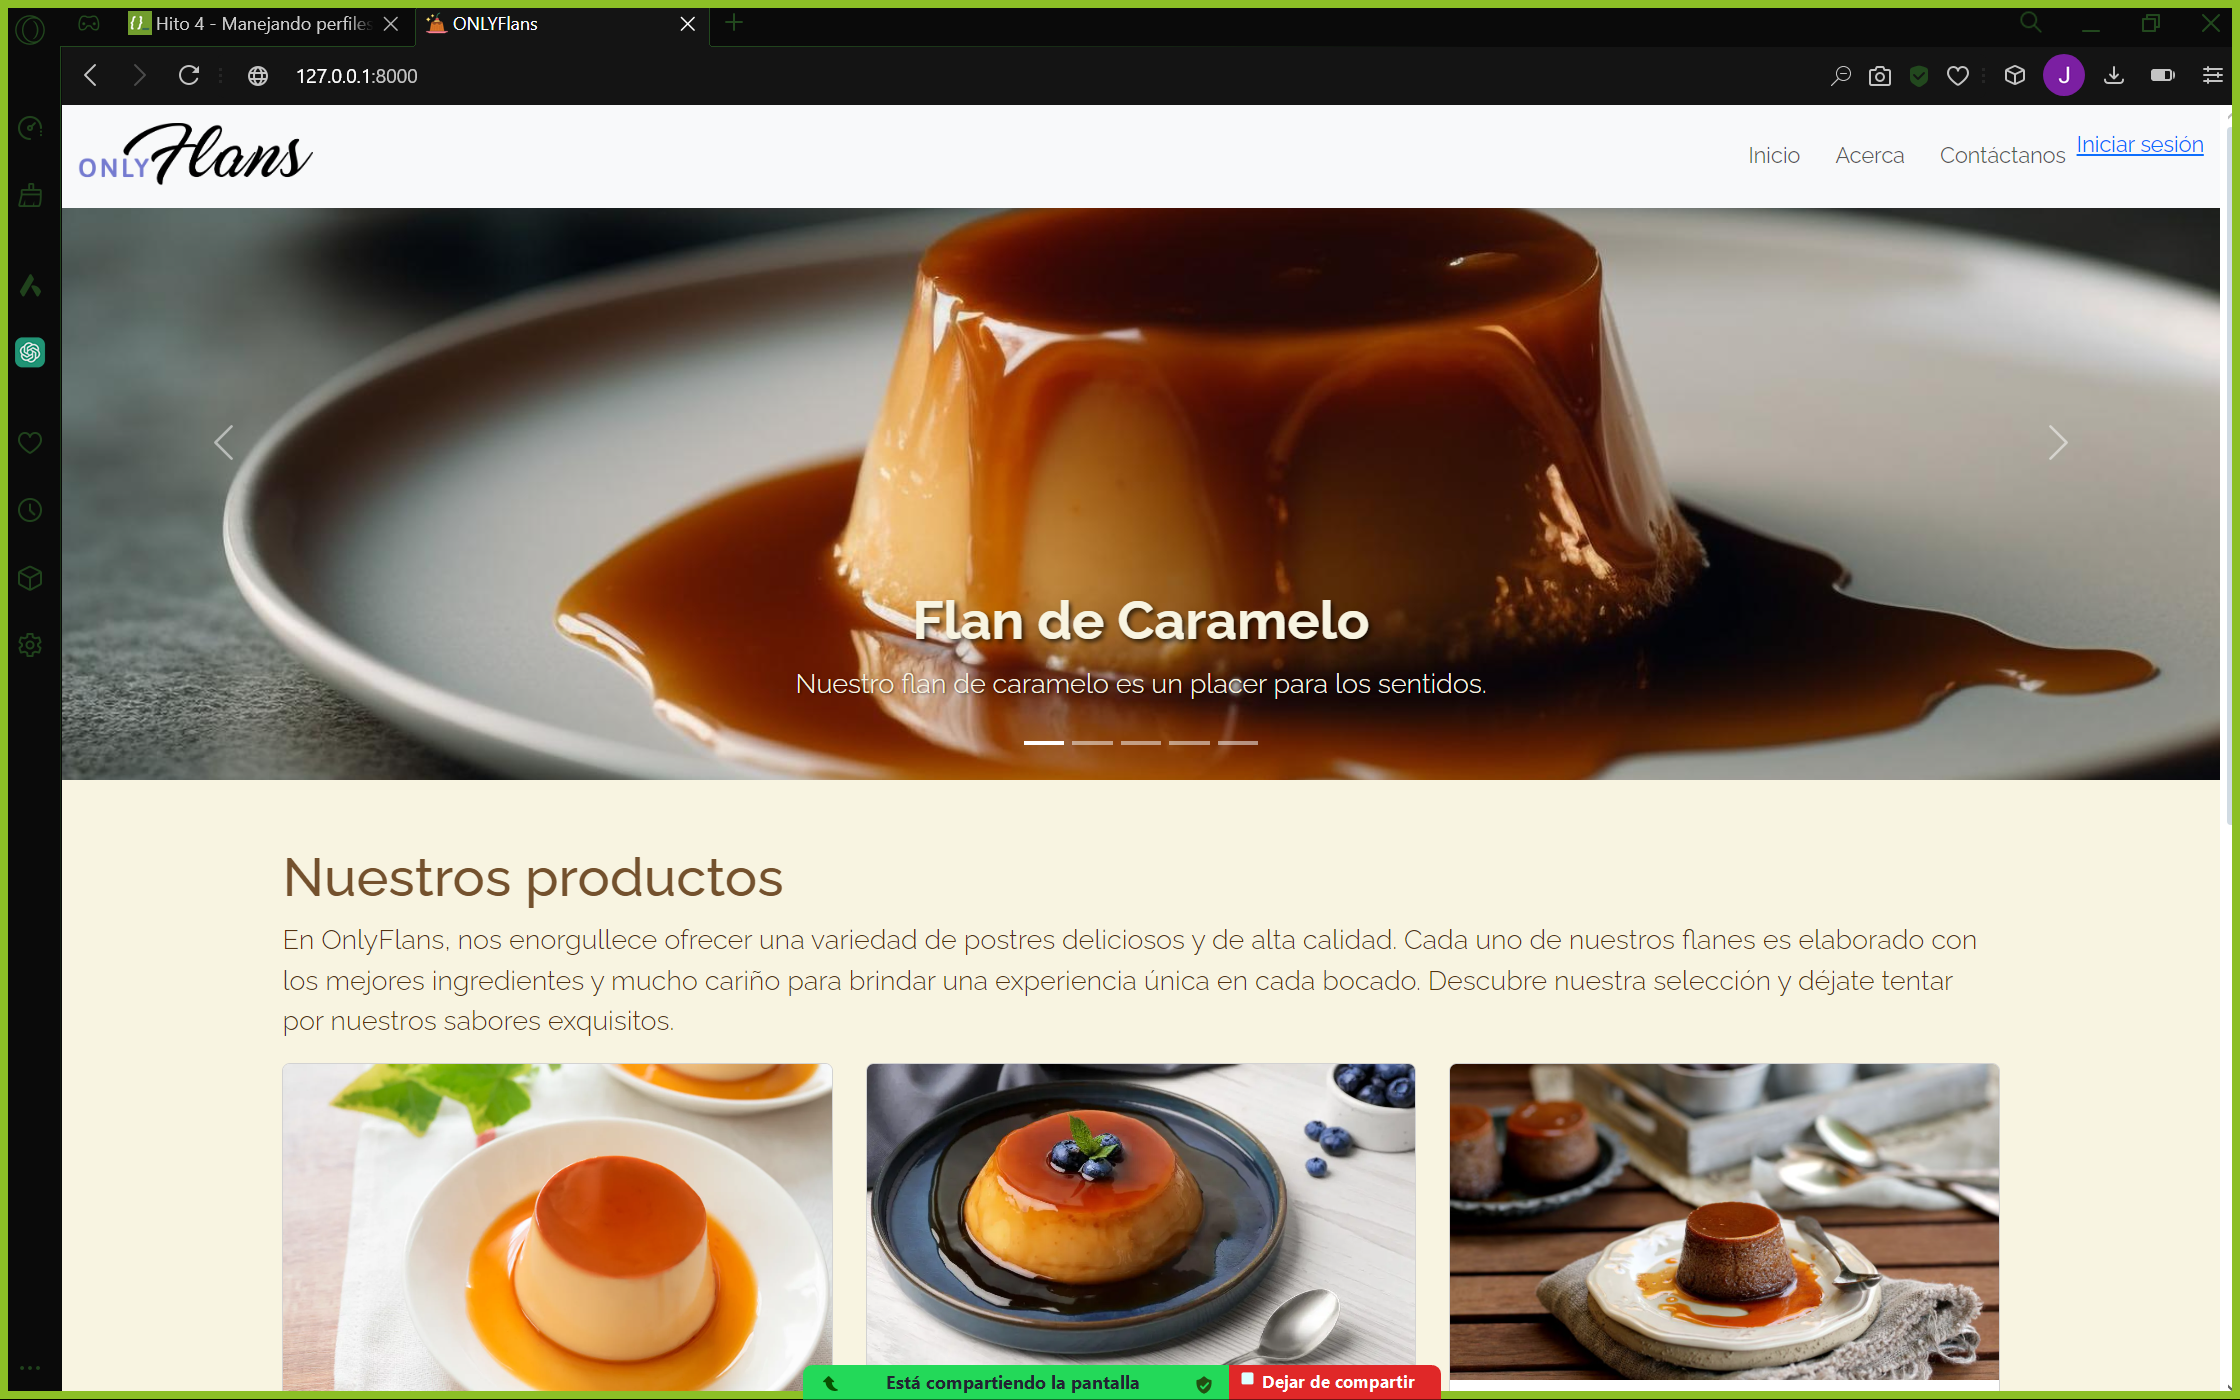 Hito 4 - Manejando perfiles
ONLYFlans
127.0.0.1:8000
J
ONLY Flans
Inicio
Acerca
Contáctanos
Iniciar sesión
Flan de Caramelo
Nuestro flan de caramelo es un placer para los sentidos.
Nuestros productos
En OnlyFlans, nos enorgullece ofrecer una variedad de postres deliciosos y de alta calidad. Cada uno de nuestros flanes es elaborado con
los mejores ingredientes y mucho cariño para brindar una experiencia única en cada bocado. Descubre nuestra selección y déjate tentar
por nuestros sabores exquisitos.
Está compartiendo la pantalla
Dejar de compartir